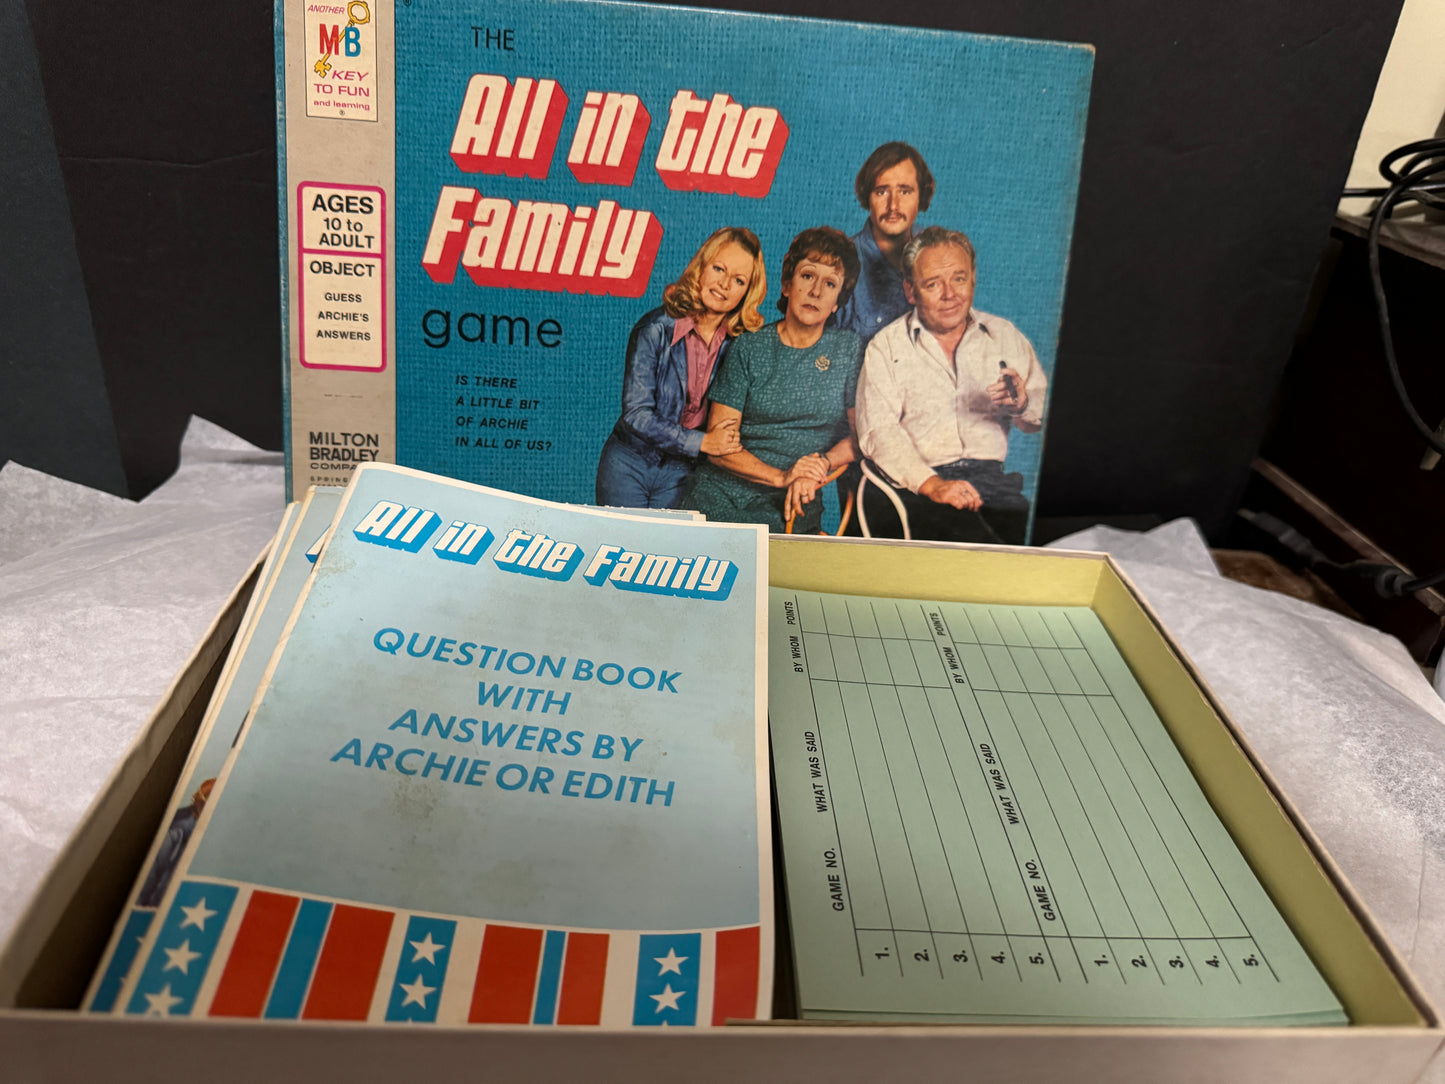 ANOTHER
MB
KEY
TO FUN
and learning
®
AGES
10 to
ADULT
OBJECT
GUESS
ARCHIE'S
ANSWERS
MILTON
BRADLEY
THE
All in the
Family
game
IS THERE
A LITTLE BIT
OF ARCHIE
IN ALL OF US?
All in the Family
QUESTION BOOK
WITH
ANSWERS BY
ARCHIE OR EDITH
GAME NO. WHAT WAS SAID BY WHOM POINTS
1.
2.
3.
4.
5.
GAME NO. WHAT WAS SAID BY WHOM POINTS
1.
2.
3.
4.
5.